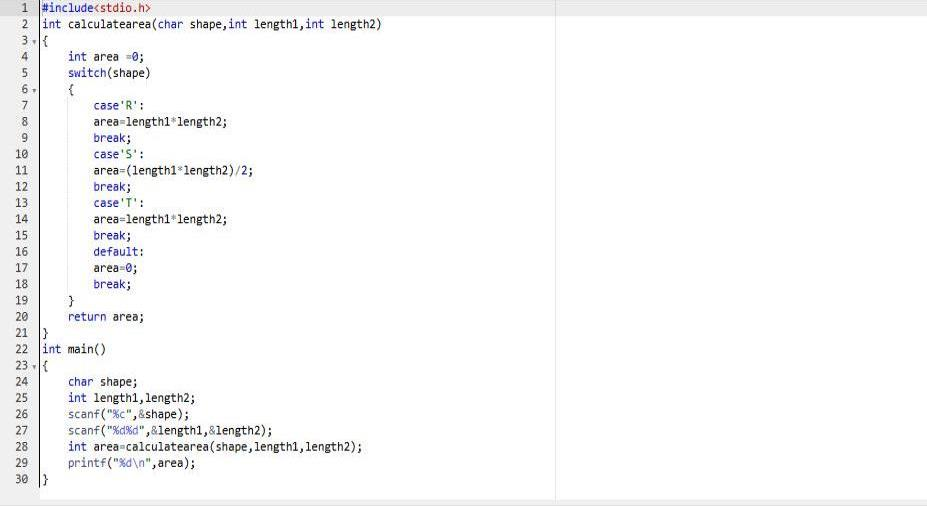 1 #include<stdio.h>
2 int calculatearea(char shape,int length1,int length2)
3 {
4 int area =0;
5 switch(shape)
6 {
7 case'R':
8 area=length1*length2;
9 break;
10 case'S':
11 area=(length1*length2)/2;
12 break;
13 case'T':
14 area=length1*length2;
15 break;
16 default:
17 area=0;
18 break;
19 }
20 return area;
21 }
22 int main()
23 {
24 char shape;
25 int length1,length2;
26 scanf("%c",&shape);
27 scanf("%d%d",&length1,&length2);
28 int area=calculatearea(shape,length1,length2);
29 printf("%d\n",area);
30 }